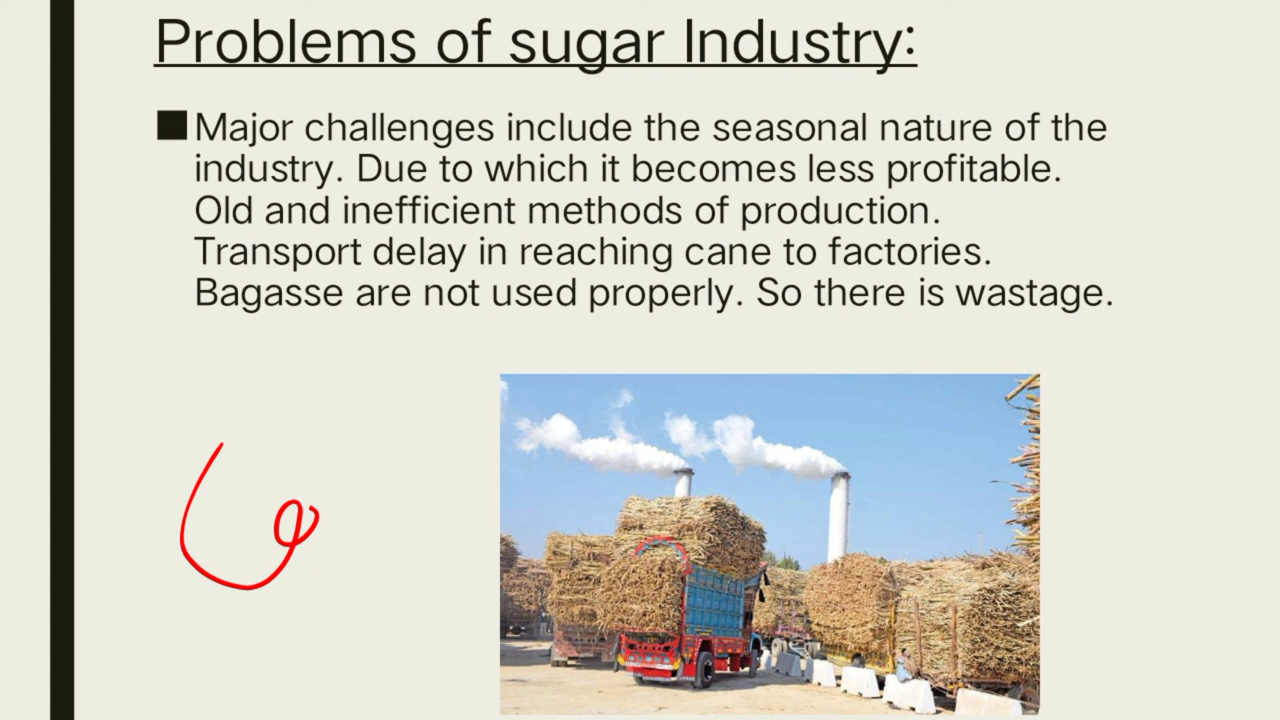 Problems of sugar Industry:
Major challenges include the seasonal nature of the
industry. Due to which it becomes less profitable.
Old and inefficient methods of production.
Transport delay in reaching cane to factories.
Bagasse are not used properly. So there is wastage.